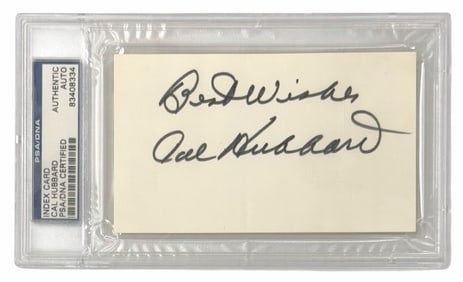 INDEX CARD
CAL HUBBARD
PSA/DNA CERTIFIED
AUTHENTIC
AUTO
83408334
PSA/DNA
Best Wishes
Cal Hubbard